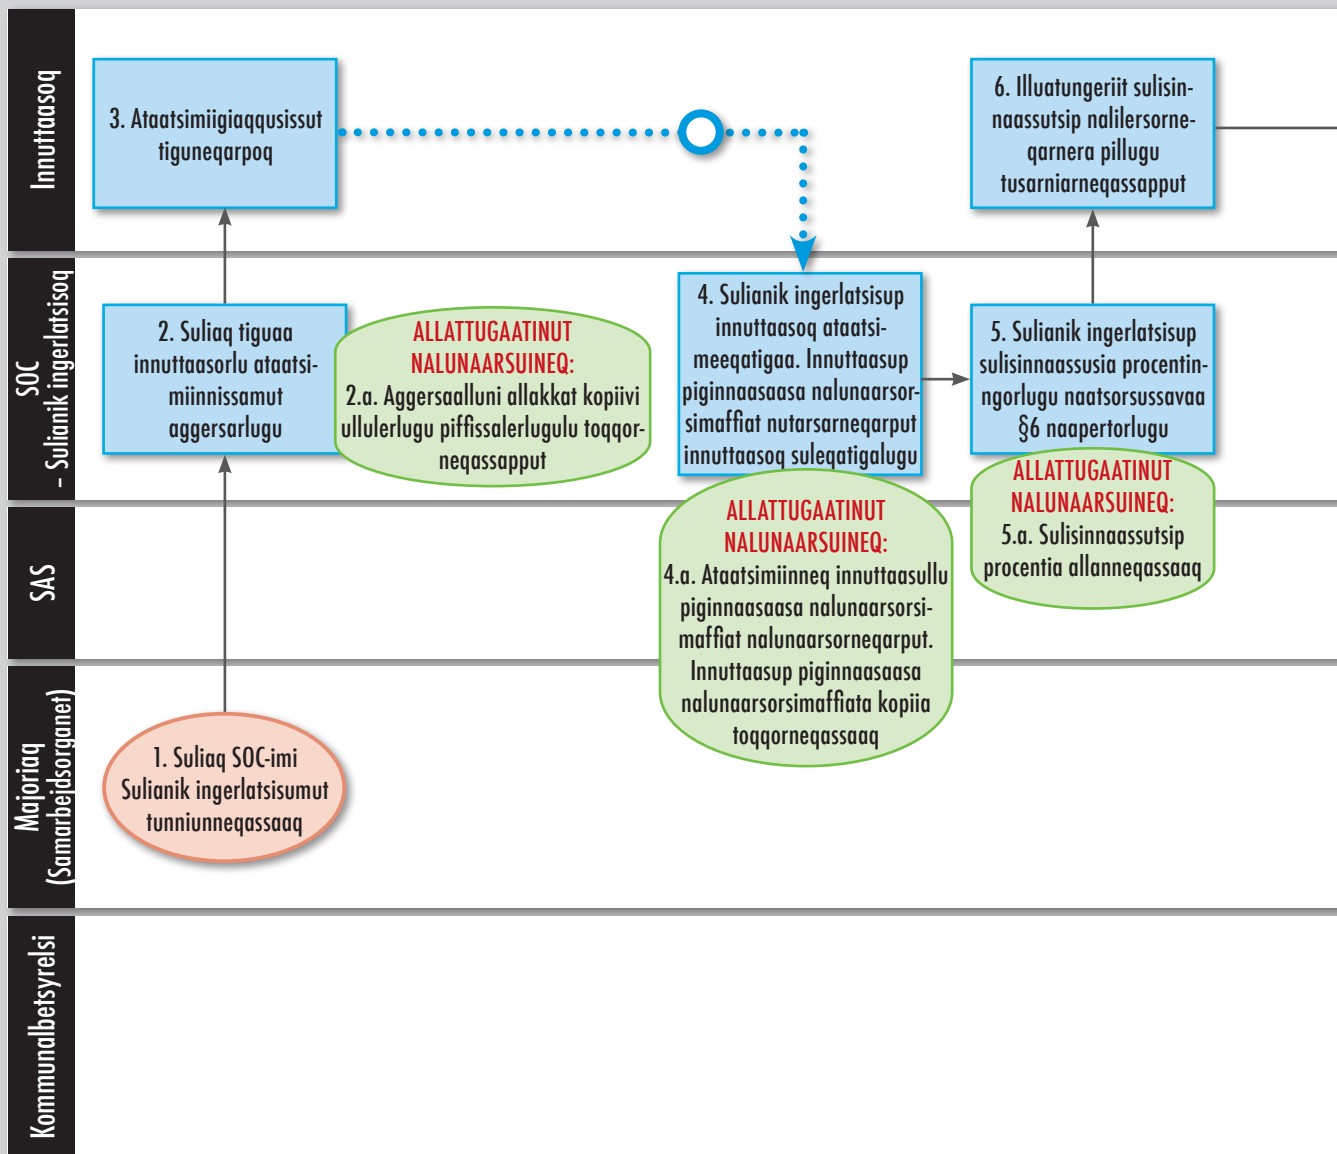 Innuttaasoq
3. Ataatsimiigiaqqusissut
tiguneqarpoq
6. Illuatungeriit sulisin-
naassutsip nalilersorne-
qarnera pillugu
tusarniarneqassapput
SOC
– Sulianik ingerlatsisoq
2. Suliaq tiguaa
innuttaasorlu ataatsi-
miinnissamut
aggersarlugu
ALLATTUGAATINUT
NALUNAARSUINEQ:
2.a. Aggersaalluni allakkat kopiivi
ullulerlugu piffissalerlugulu toqqor-
neqassapput
4. Sulianik ingerlatsisup
innuttaasoq ataatsi-
meeqatigaa. Innuttaasup
piginnaasaasa nalunaarsor-
simaffiat nutarsarneqarput
innuttaasoq suleqatigalugu
5. Sulianik ingerlatsisup
sulisinnaassusia procentin-
ngorlugu naatsorsussavaa
§6 naapertorlugu
ALLATTUGAATINUT
NALUNAARSUINEQ:
4.a. Ataatsimiinneq innuttaasullu
piginnaasaasa nalunaarsorsi-
maffiat nalunaarsorneqarput.
Innuttaasup piginnaasaasa
nalunaarsorsimaffiata kopiia
toqqorneqassaaq
ALLATTUGAATINUT
NALUNAARSUINEQ:
5.a. Sulisinnaassutsip
procentia allanneqassaaq
SAS
Majoriaq
(Samarbejdsorganet)
1. Suliaq SOC-imi
Sulianik ingerlatsisumut
tunniunneqassaaq
Kommunalbetsyrelsi